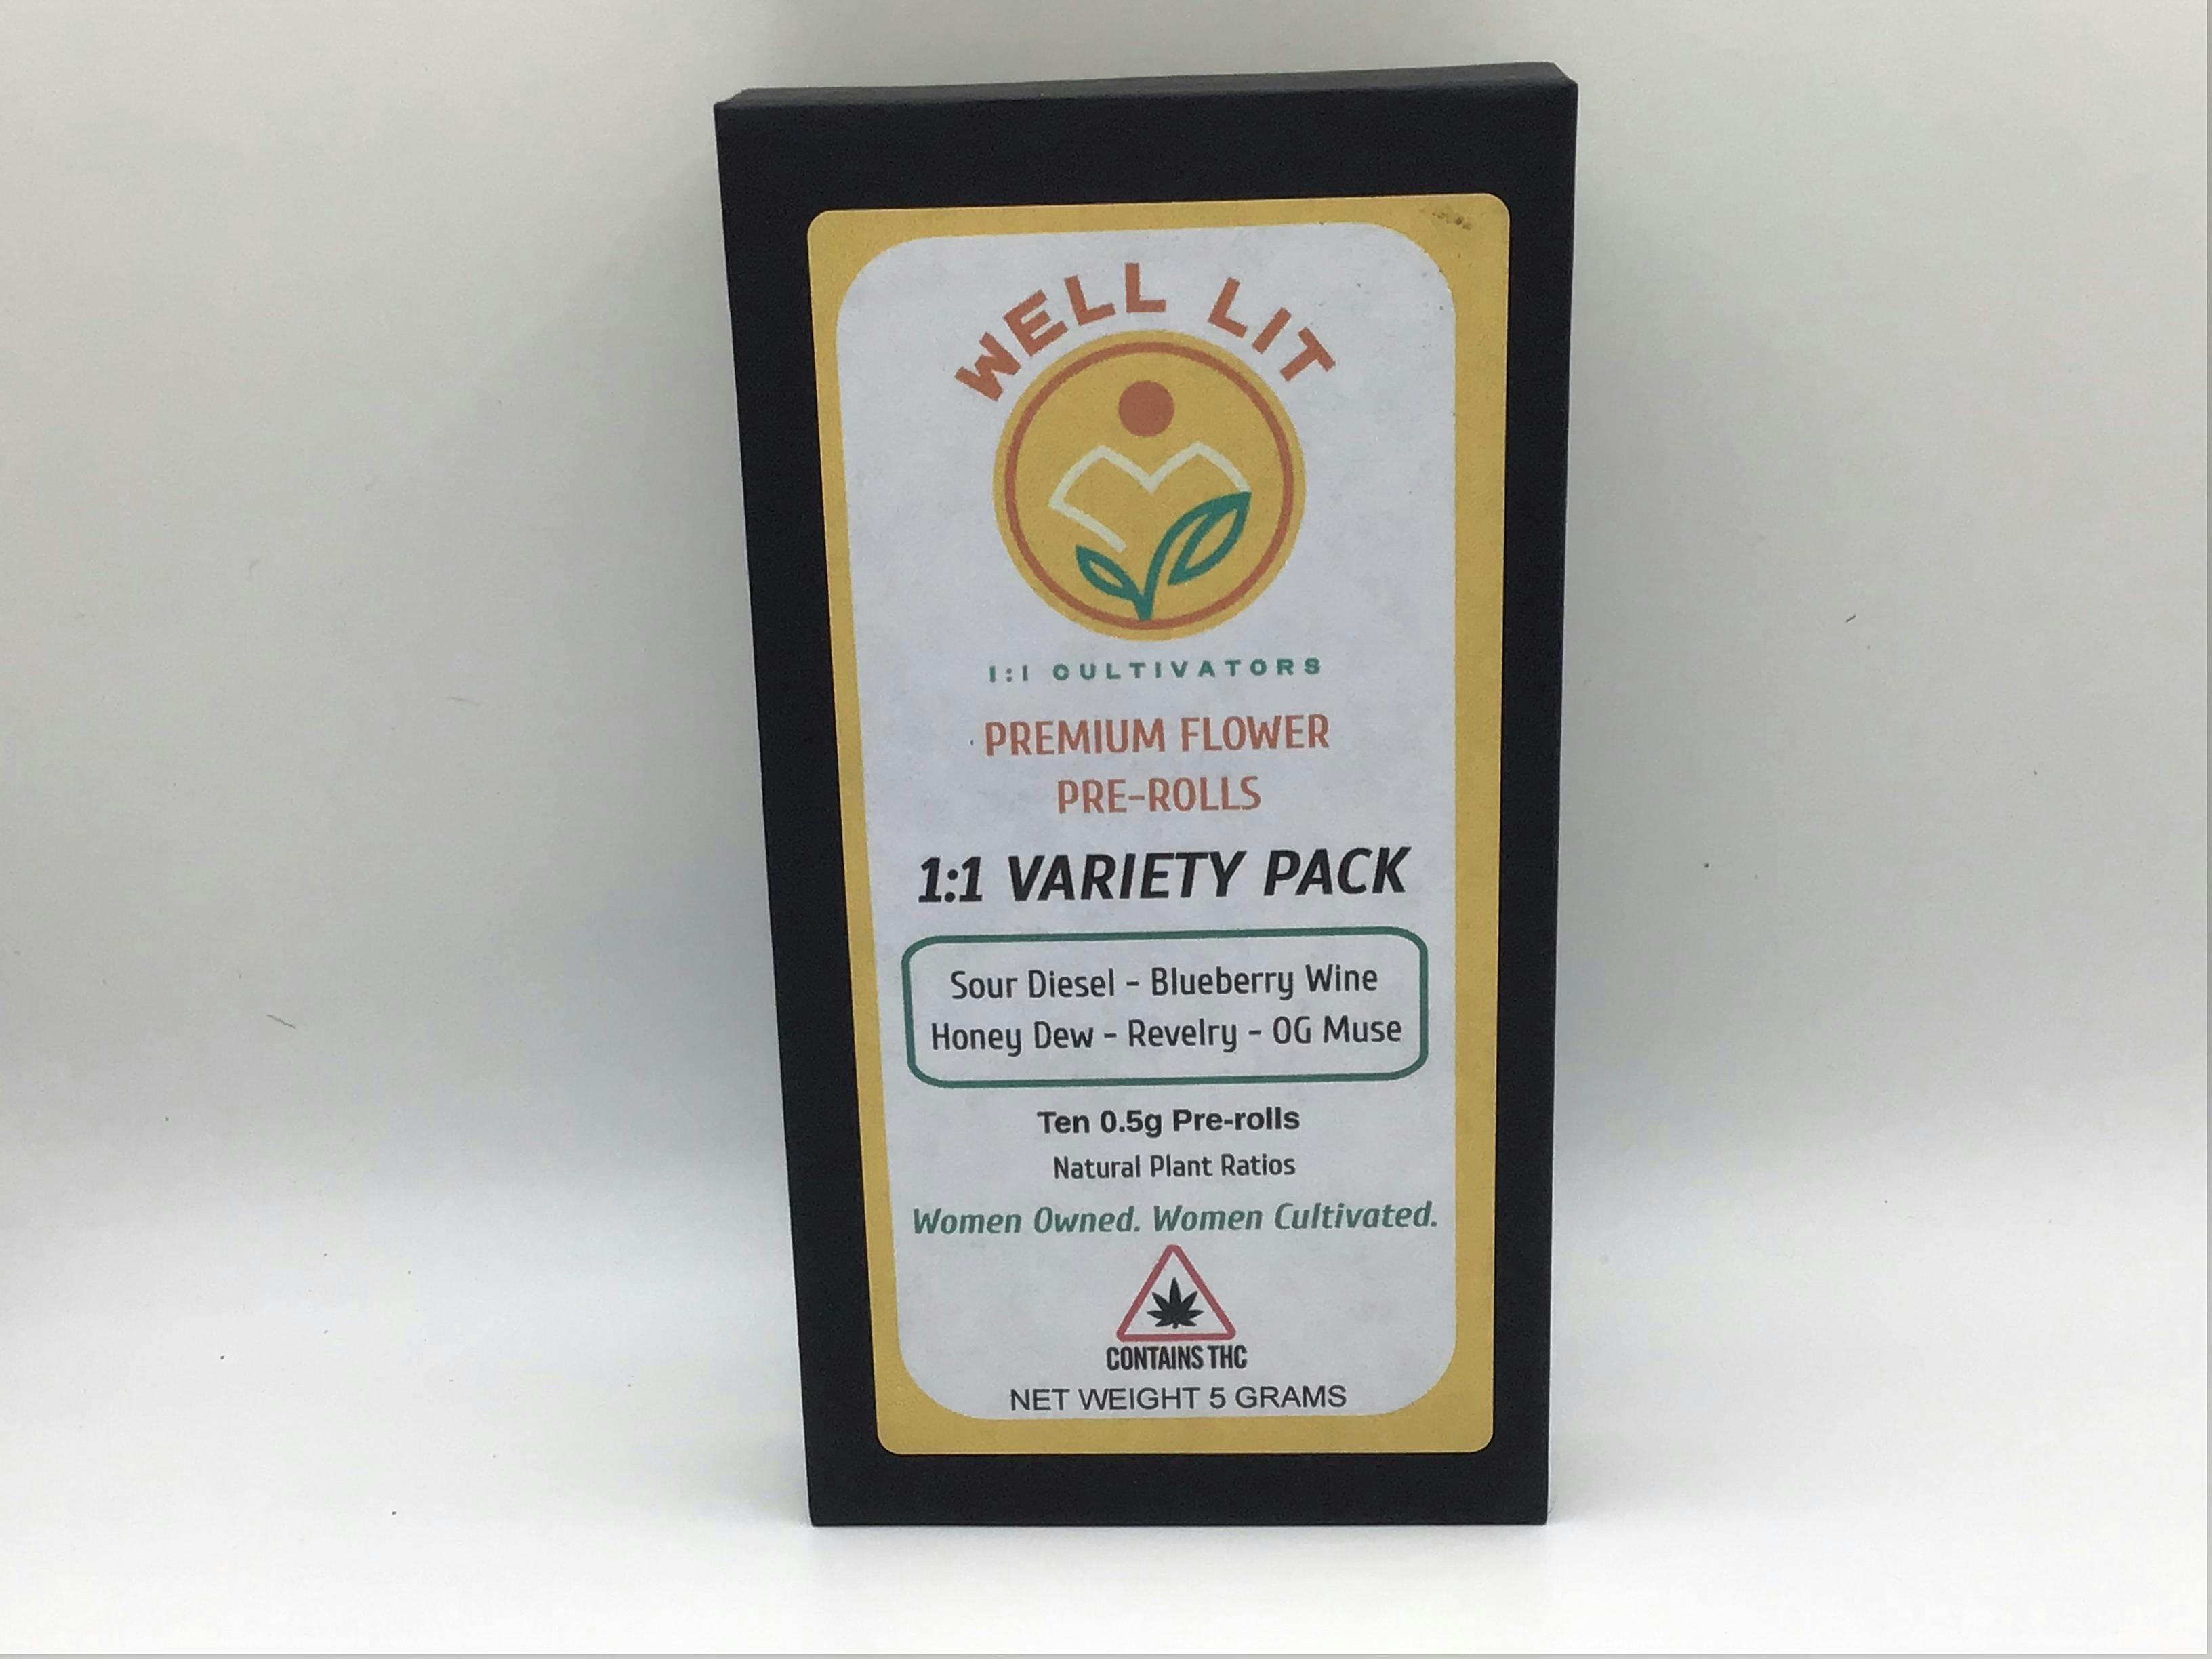 WELL LIT
1:1 CULTIVATORS
PREMIUM FLOWER
PRE-ROLLS
1:1 VARIETY PACK
Sour Diesel - Blueberry Wine
Honey Dew - Revelry - OG Muse
Ten 0.5g Pre-rolls
Natural Plant Ratios
Women Owned. Women Cultivated.
CONTAINS THC
NET WEIGHT 5 GRAMS